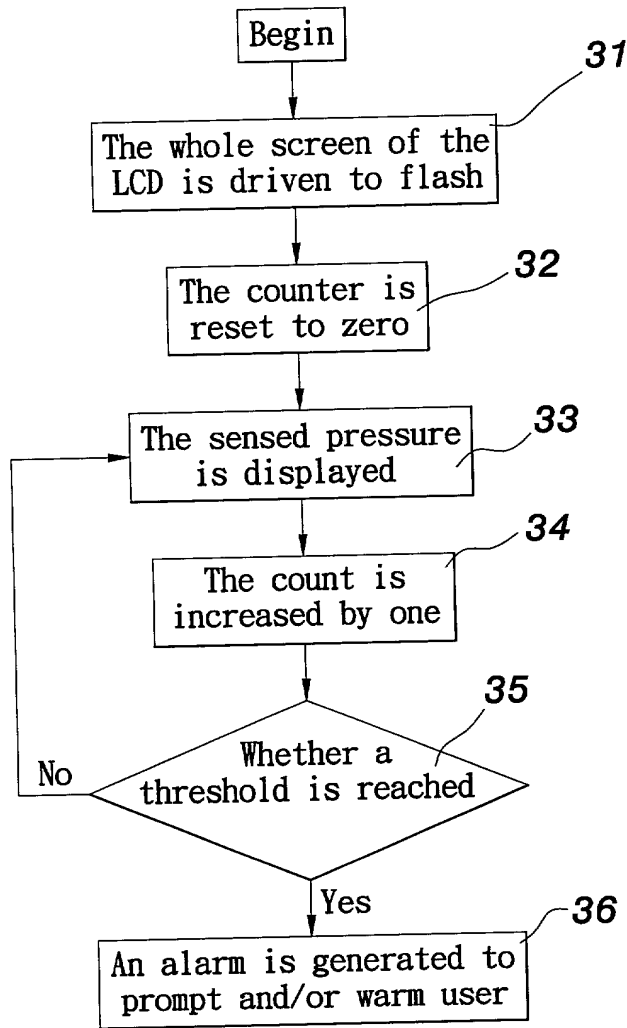 Begin
31
The whole screen of the
LCD is driven to flash
32
The counter is
reset to zero
33
The sensed pressure
is displayed
34
The count is
increased by one
35
Whether a
threshold is reached
No
Yes
36
An alarm is generated to
prompt and/or warm user